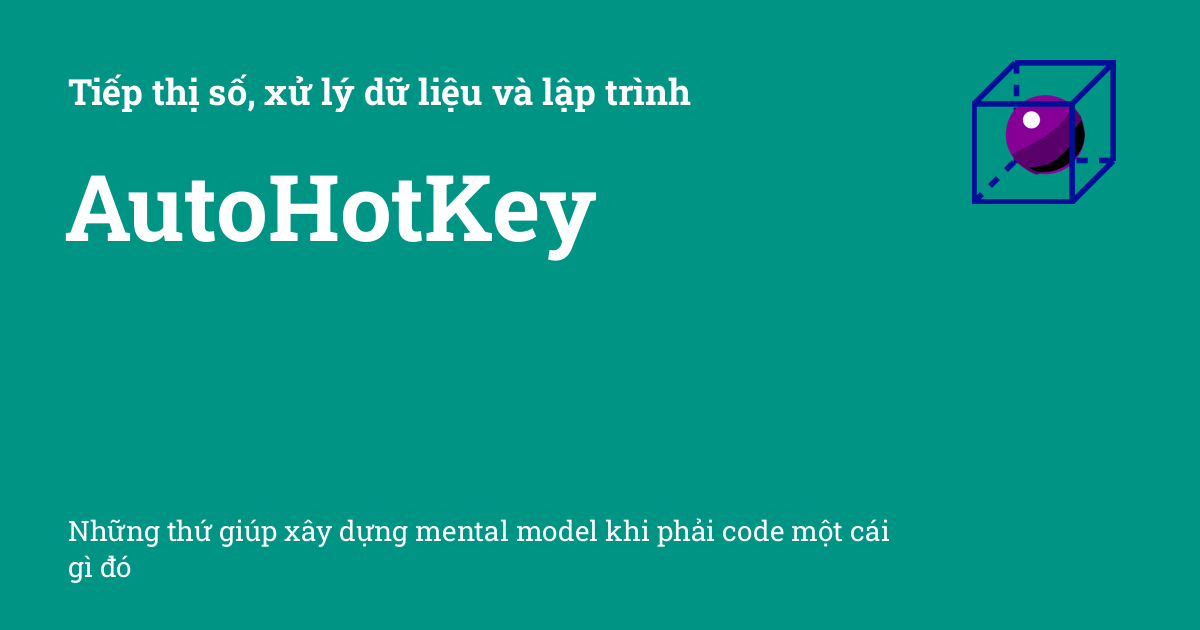 Tiếp thị số, xử lý dữ liệu và lập trình
AutoHotKey
Những thứ giúp xây dựng mental model khi phải code một cái
gì đó